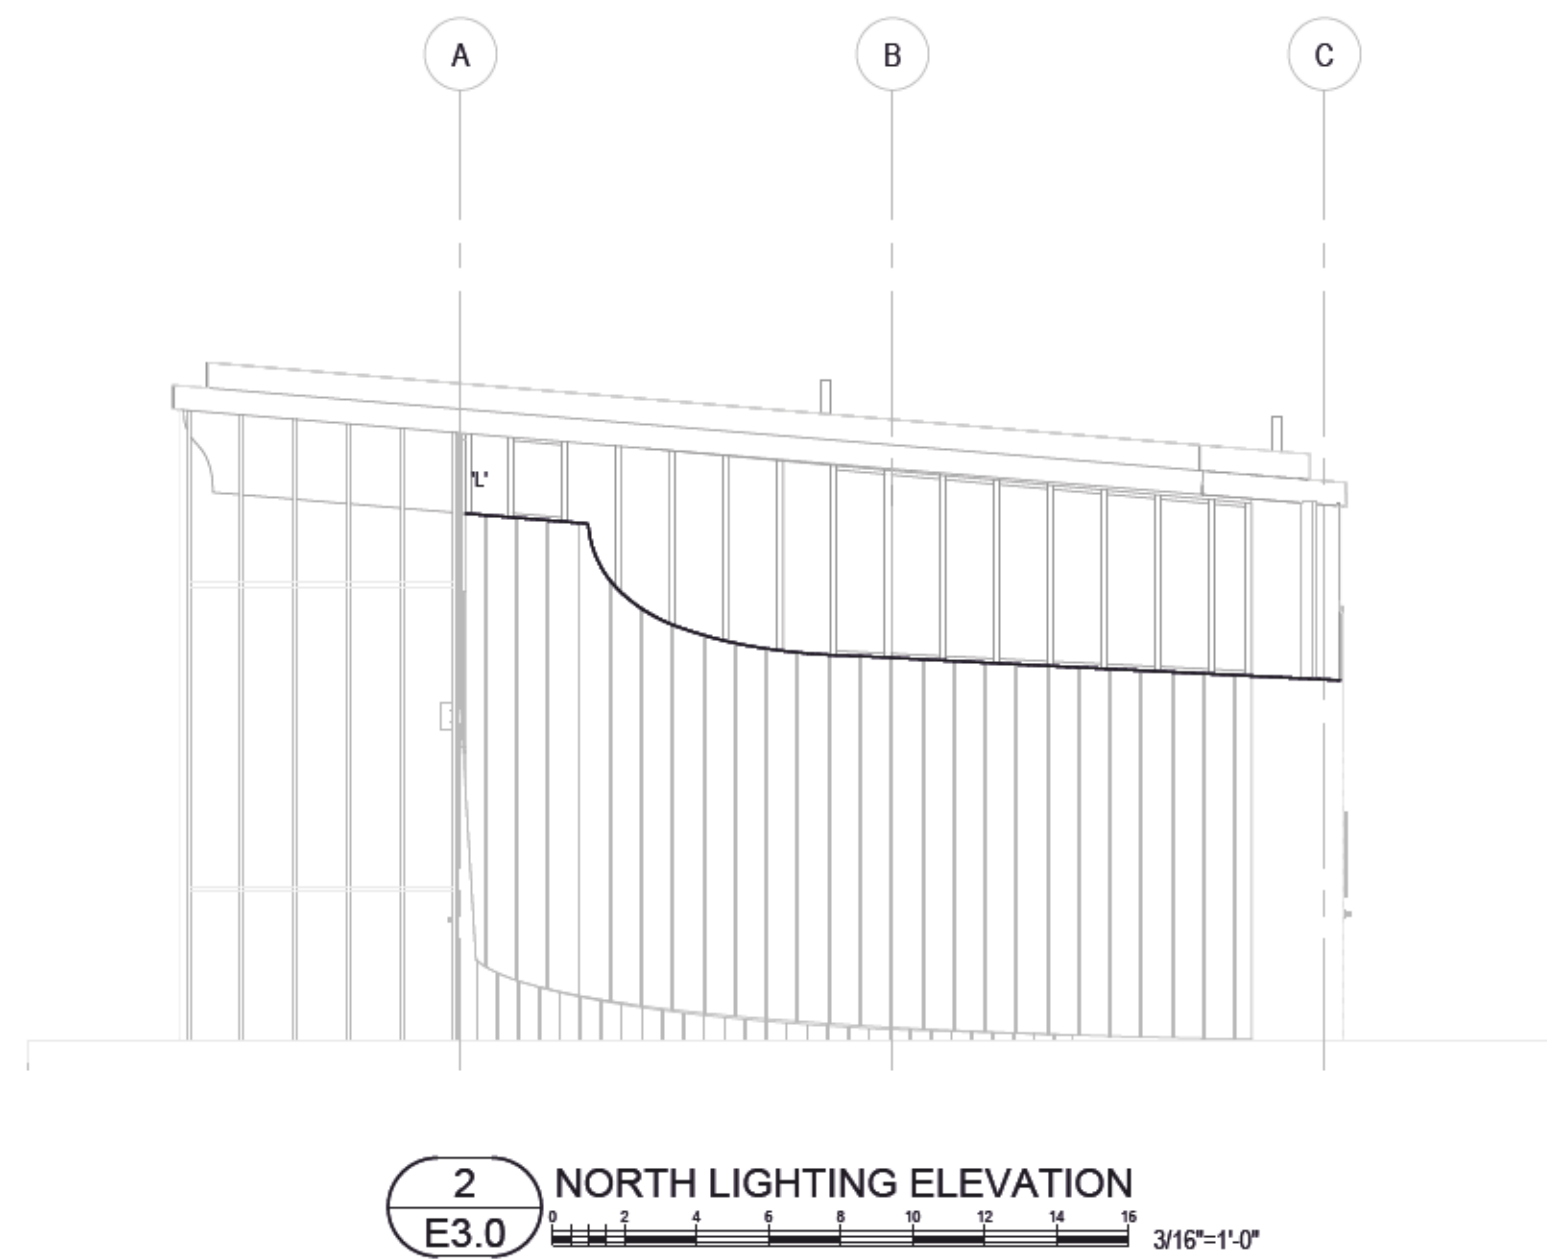 A B C
'L'
2
E3.0
NORTH LIGHTING ELEVATION
0 2 4 6 8 10 12 14 16
3/16"=1'-0"